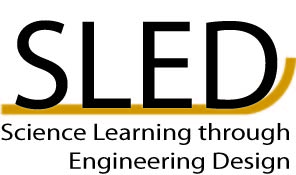 SLED
Science Learning through
Engineering Design